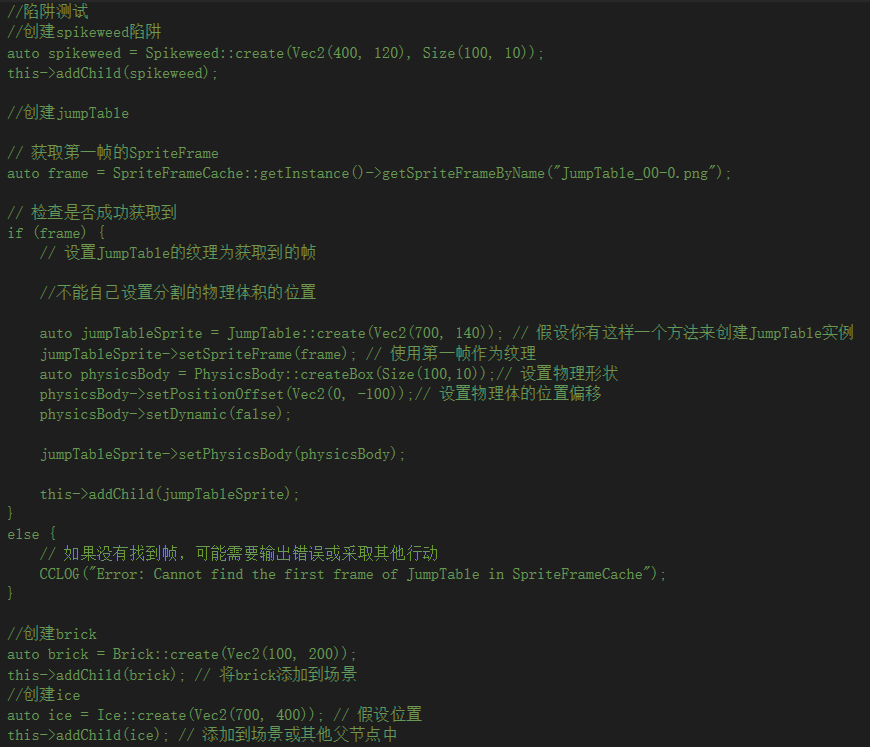 //陷阱测试
//创建spikeweed陷阱
auto spikeweed = Spikeweed::create(Vec2(400, 120), Size(100, 10));
this->addChild(spikeweed);
//创建jumpTable
// 获取第一帧的SpriteFrame
auto frame = SpriteFrameCache::getInstance()->getSpriteFrameByName("JumpTable_00-0.png");
// 检查是否成功获取到
if (frame) {
// 设置JumpTable的纹理为获取到的帧
//不能自己设置分割的物理体积的位置
auto jumpTableSprite = JumpTable::create(Vec2(700, 140)); // 假设你有这样一个方法来创建JumpTable实例
jumpTableSprite->setSpriteFrame(frame); // 使用第一帧作为纹理
auto physicsBody = PhysicsBody::createBox(Size(100,10));// 设置物理形状
physicsBody->setPositionOffset(Vec2(0, -100));// 设置物理体的位置偏移
physicsBody->setDynamic(false);
jumpTableSprite->setPhysicsBody(physicsBody);
this->addChild(jumpTableSprite);
}
else {
// 如果没有找到帧，可能需要输出错误或采取其他行动
CCLOG("Error: Cannot find the first frame of JumpTable in SpriteFrameCache");
}
//创建brick
auto brick = Brick::create(Vec2(100, 200));
this->addChild(brick); // 将brick添加到场景
//创建ice
auto ice = Ice::create(Vec2(700, 400)); // 假设位置
this->addChild(ice); // 添加到场景或其他父节点中